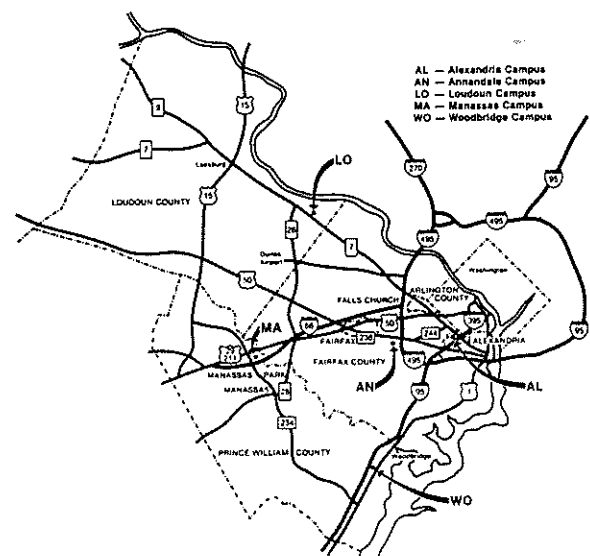 AL — Alexandria Campus
AN — Annandale Campus
LO — Loudoun Campus
MA — Manassas Campus
WO — Woodbridge Campus
9
15
7
Leesburg
LO
270
95
LOUDOUN COUNTY
15
28
7
495
495
Dulles
Airport
Washington
50
ARLINGTON
COUNTY
FALLS CHURCH
MA
66
50
395
95
236
244
FAIRFAX
ALEXANDRIA
29
211
FAIRFAX COUNTY
495
MANASSAS PARK
MANASSAS
28
AN
95
1
AL
234
PRINCE WILLIAM COUNTY
Woodbridge
WO